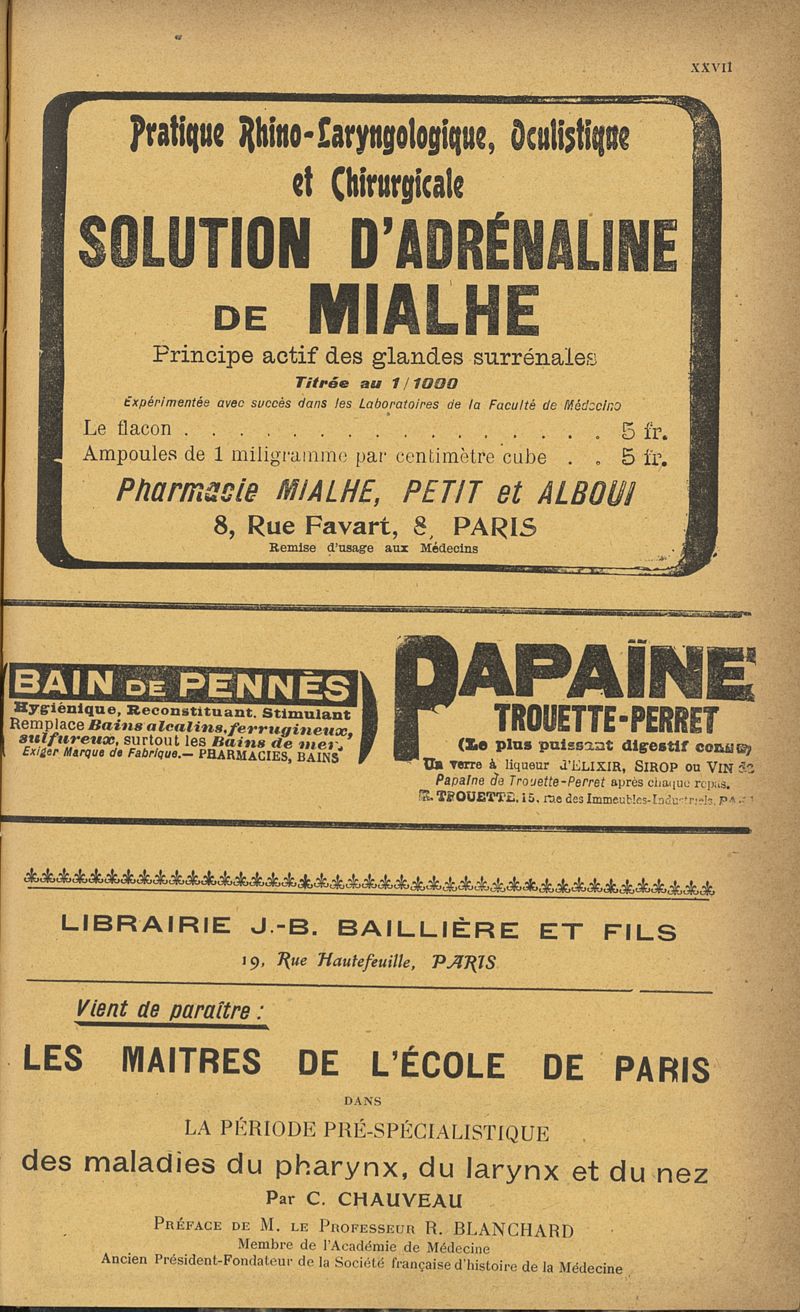 XXVII
Pratique Rhino-Laryngologique, Oculistique
et Chirurgicale
SOLUTION D'ADRÉNALINE
DE MIALHE
Principe actif des glandes surrénales
Titrée au 1/1000
Expérimentée avec succès dans les Laboratoires de la Faculté de Médecine
Le flacon . . . . . . . . . . . . . . . . 5 fr.
Ampoules de 1 miligramme par centimètre cube . . 5 fr.
Pharmacie MIALHE, PETIT et ALBOUI
8, Rue Favart, 8, PARIS
Remise d'usage aux Médecins
BAIN DE PENNÈS
Hygiénique, Reconstituant. Stimulant
Remplace Bains alcalins, ferrugineux,
sulfureux, surtout les Bains de mer.
Exiger Marque de Fabrique. — PHARMACIES, BAINS
PAPAÏNE
TROUETTE-PERRET
(Le plus puissant digestif connu)
Un verre à liqueur d'ELIXIR, SIROP ou VIN de
Papaïne de Trouette-Perret après chaque repas.
E. TROUETTE, 15, rue des Immeubles-Industriels, PARIS
LIBRAIRIE J.-B. BAILLIÈRE ET FILS
19, Rue Hautefeuille, PARIS
Vient de paraître :
LES MAITRES DE L'ÉCOLE DE PARIS
DANS
LA PÉRIODE PRÉ-SPÉCIALISTIQUE
des maladies du pharynx, du larynx et du nez
Par C. CHAUVEAU
PRÉFACE DE M. LE PROFESSEUR R. BLANCHARD
Membre de l'Académie de Médecine
Ancien Président-Fondateur de la Société française d'histoire de la Médecine